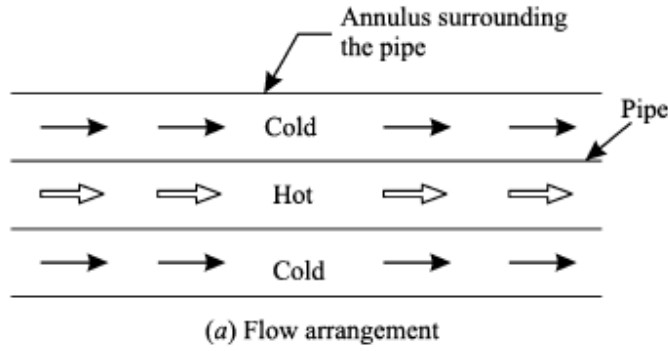 Annulus surrounding
the pipe
Pipe
Cold
Hot
Cold
(a) Flow arrangement